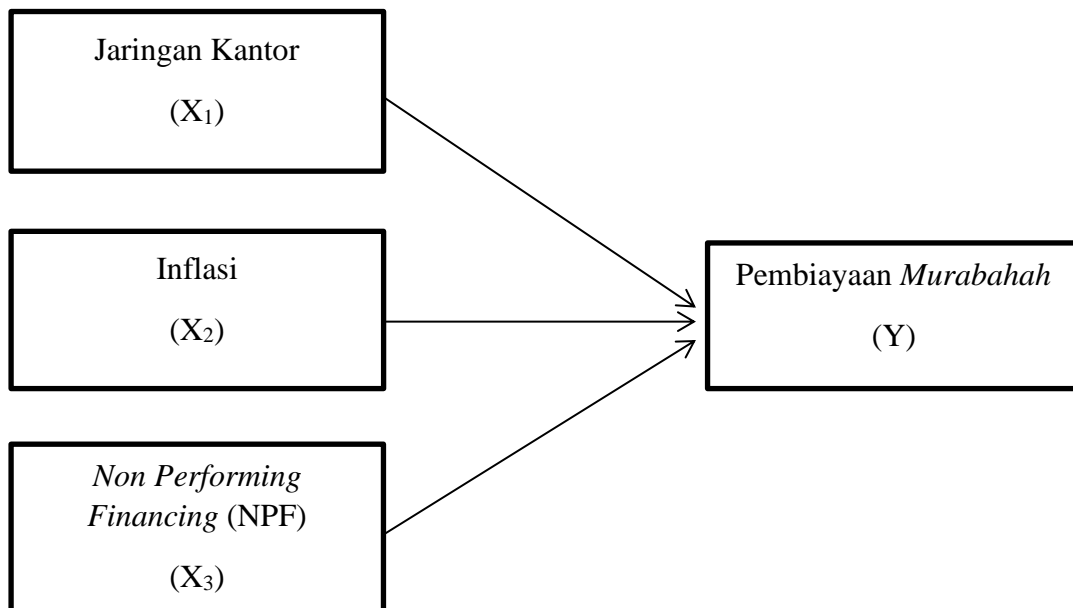 Jaringan Kantor
(X₁)
Inflasi
(X₂)
Non Performing
Financing (NPF)
(X₃)
Pembiayaan Murabahah
(Y)